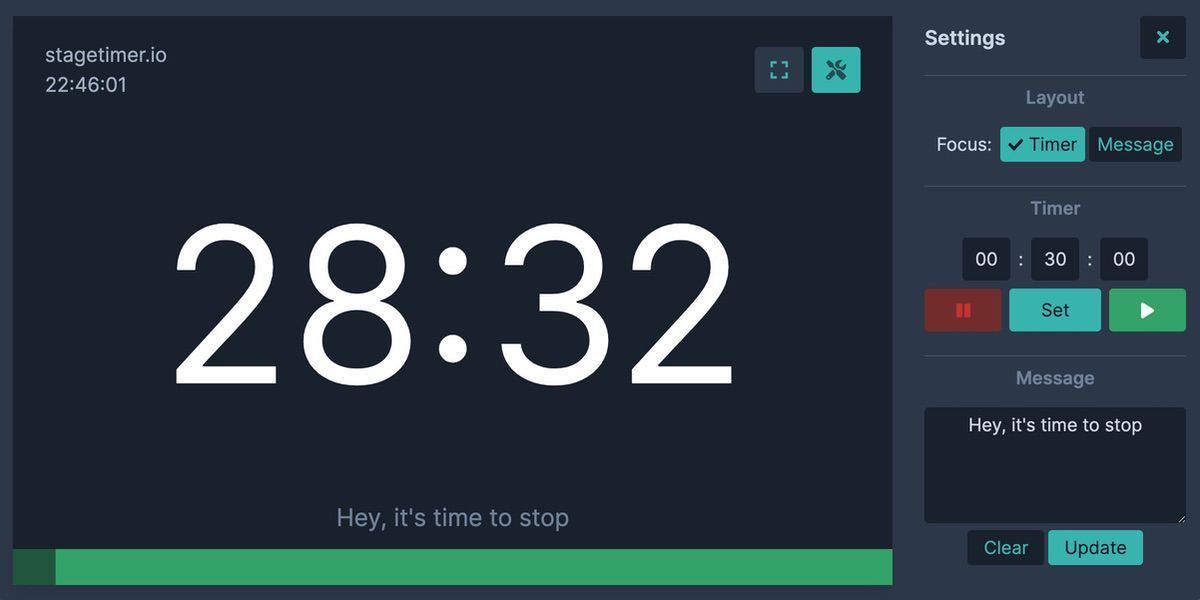 stagetimer.io
22:46:01
28:32
Hey, it's time to stop
Settings
Layout
Focus: Timer Message
Timer
00 : 30 : 00
Set
Message
Hey, it's time to stop
Clear Update